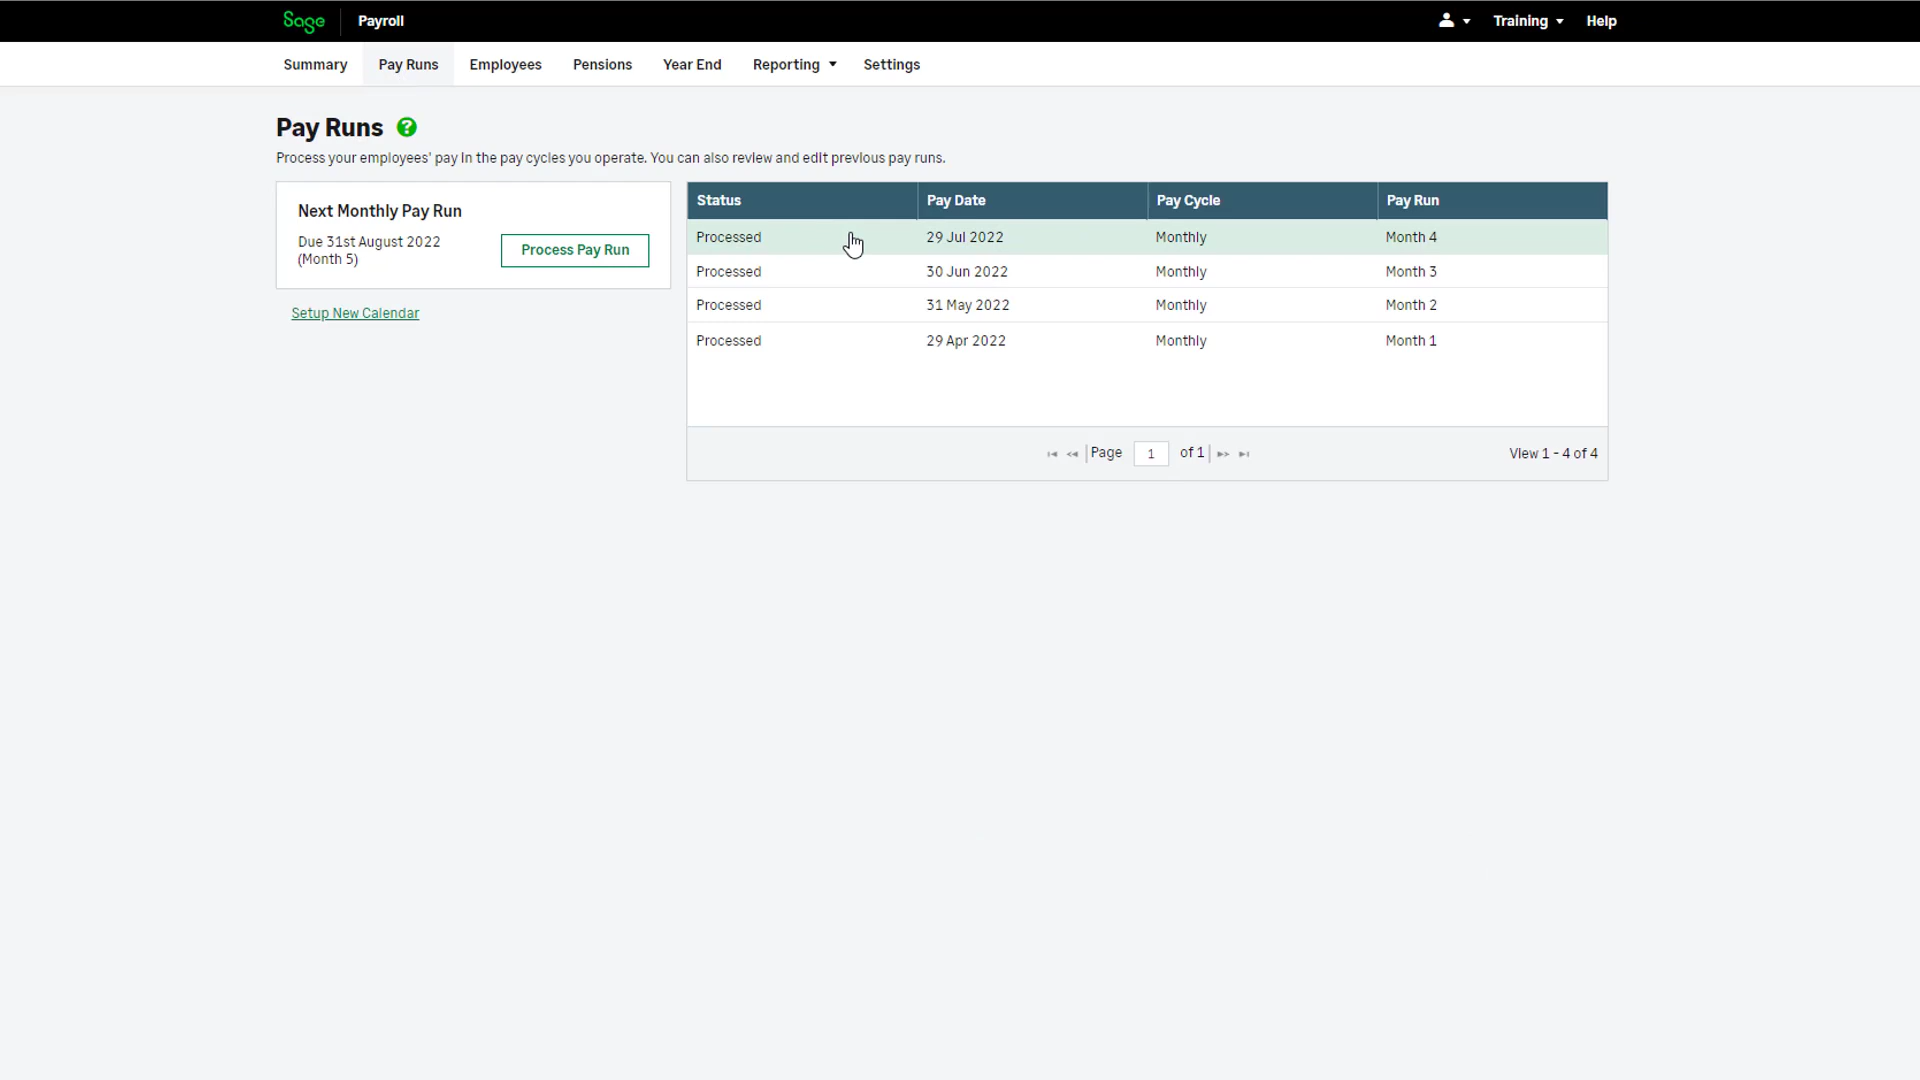 Sage Payroll Training Help
Summary Pay Runs Employees Pensions Year End Reporting Settings
Pay Runs ?
Process your employees' pay in the pay cycles you operate. You can also review and edit previous pay runs.
Next Monthly Pay Run
Due 31st August 2022
(Month 5)
Process Pay Run
Setup New Calendar
Status Pay Date Pay Cycle Pay Run
Processed 29 Jul 2022 Monthly Month 4
Processed 30 Jun 2022 Monthly Month 3
Processed 31 May 2022 Monthly Month 2
Processed 29 Apr 2022 Monthly Month 1
Page 1 of 1 View 1 - 4 of 4